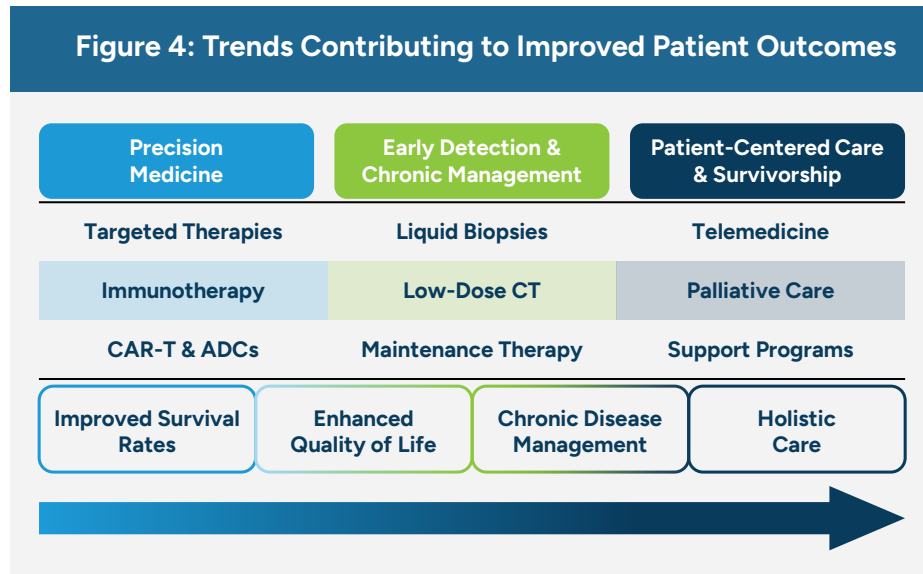 Figure 4: Trends Contributing to Improved Patient Outcomes
Precision
Medicine
Early Detection &
Chronic Management
Patient-Centered Care
& Survivorship
Targeted Therapies
Liquid Biopsies
Telemedicine
Immunotherapy
Low-Dose CT
Palliative Care
CAR-T & ADCs
Maintenance Therapy
Support Programs
Improved Survival
Rates
Enhanced
Quality of Life
Chronic Disease
Management
Holistic
Care